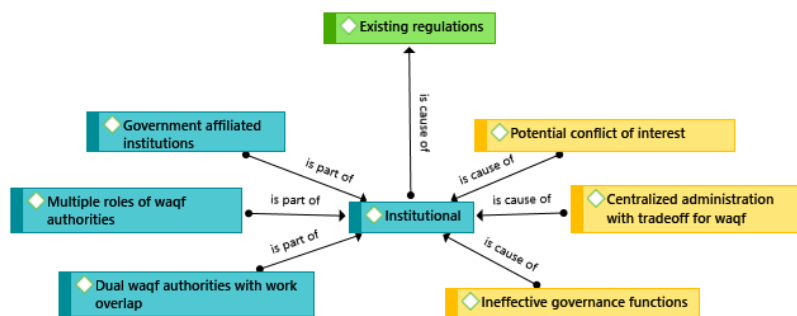 Existing regulations
is cause of
Government affiliated
institutions
Potential conflict of interest
is part of
is cause of
Multiple roles of waqf
authorities
is part of
Institutional
is cause of
Centralized administration
with tradeoff for waqf
is part of
is cause of
Dual waqf authorities with work
overlap
Ineffective governance functions